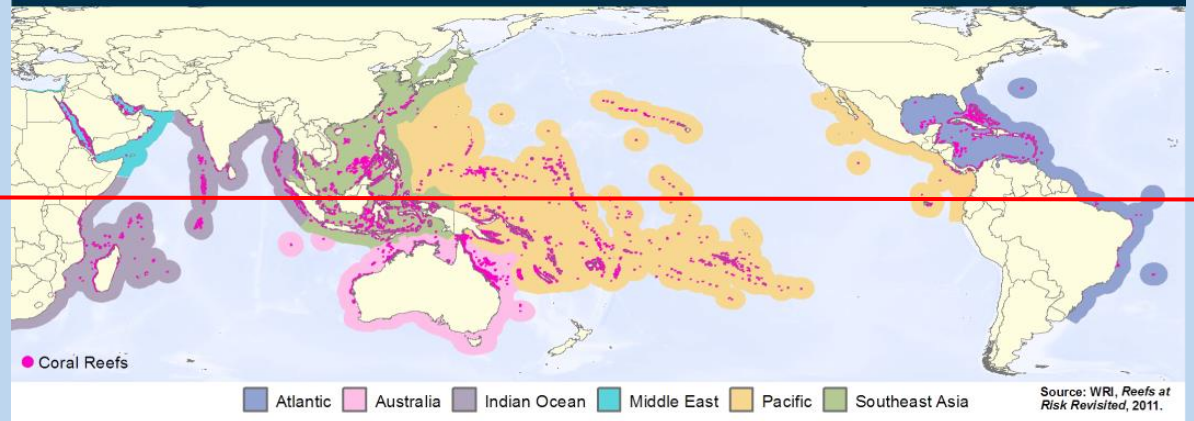 Coral Reefs
Atlantic
Australia
Indian Ocean
Middle East
Pacific
Southeast Asia
Source: WRI, Reefs at
Risk Revisited, 2011.